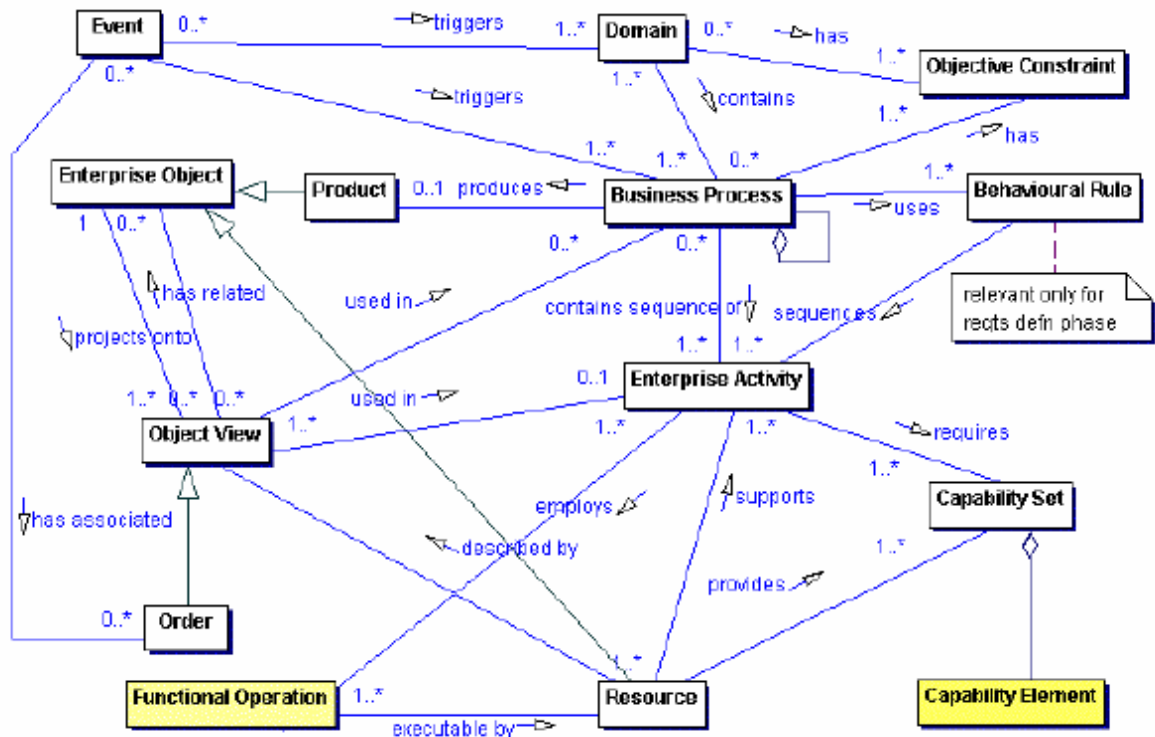 Event
0..*
triggers
1..*
Domain
0..*
has
1..*
Objective Constraint
0..*
triggers
1..*
contains
1..*
has
1..*
1..*
0..*
Enterprise Object
Product
0..1
produces
Business Process
1..*
uses
Behavioural Rule
1
0..*
0..*
0..*
has related
used in
contains sequence of
sequences
relevant only for
reqts defn phase
projects onto
1..*
1..*
1..*
0..*
0..*
used in
0..1
Enterprise Activity
Object View
1..*
1..*
1..*
requires
1..*
employs
supports
Capability Set
has associated
described by
1..*
provides
0..*
Order
1..*
Functional Operation
1..*
Resource
Capability Element
executable by